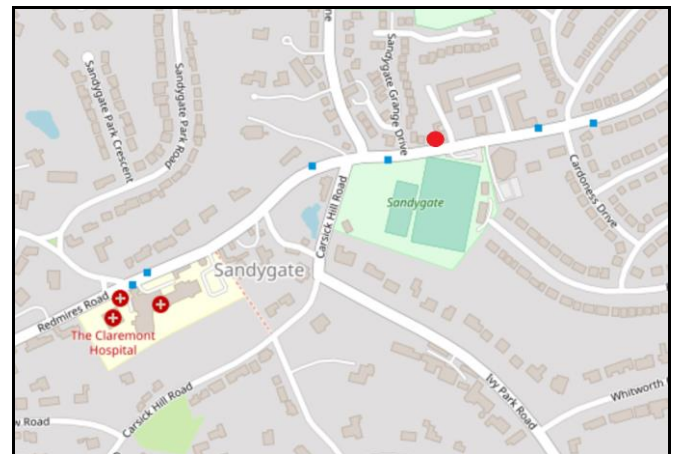 ne
Sandygate Park Crescent
Sandygate Park Road
Sandygate Grange Drive
Cardoness Drive
Sandygate
Carsick Hill Road
Sandygate
Redmires Road
The Claremont
Hospital
Carsick Hill Road
Ivy Park Road
Whitworth
w Road